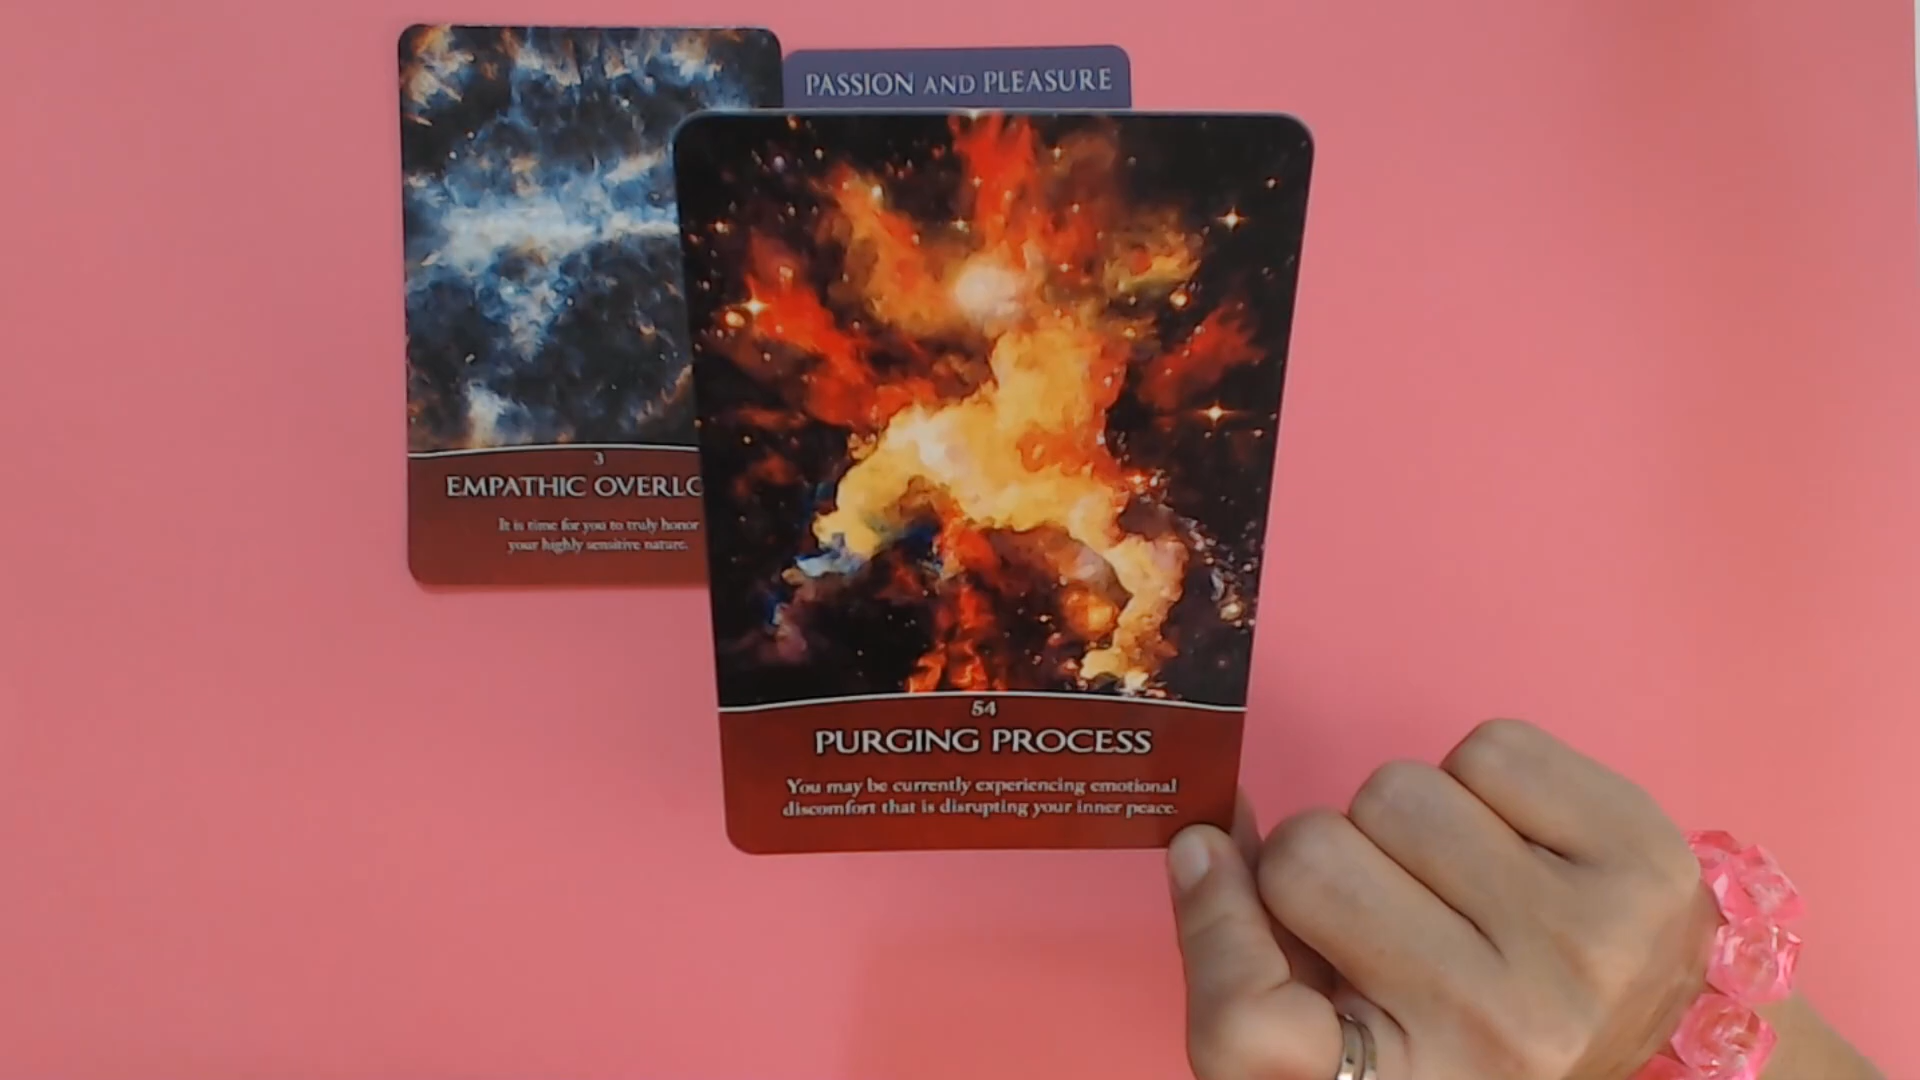 PASSION AND PLEASURE
3
EMPATHIC OVERLO
It is time for you to truly honor
your highly sensitive nature.
54
PURGING PROCESS
You may be currently experiencing emotional
discomfort that is disrupting your inner peace.